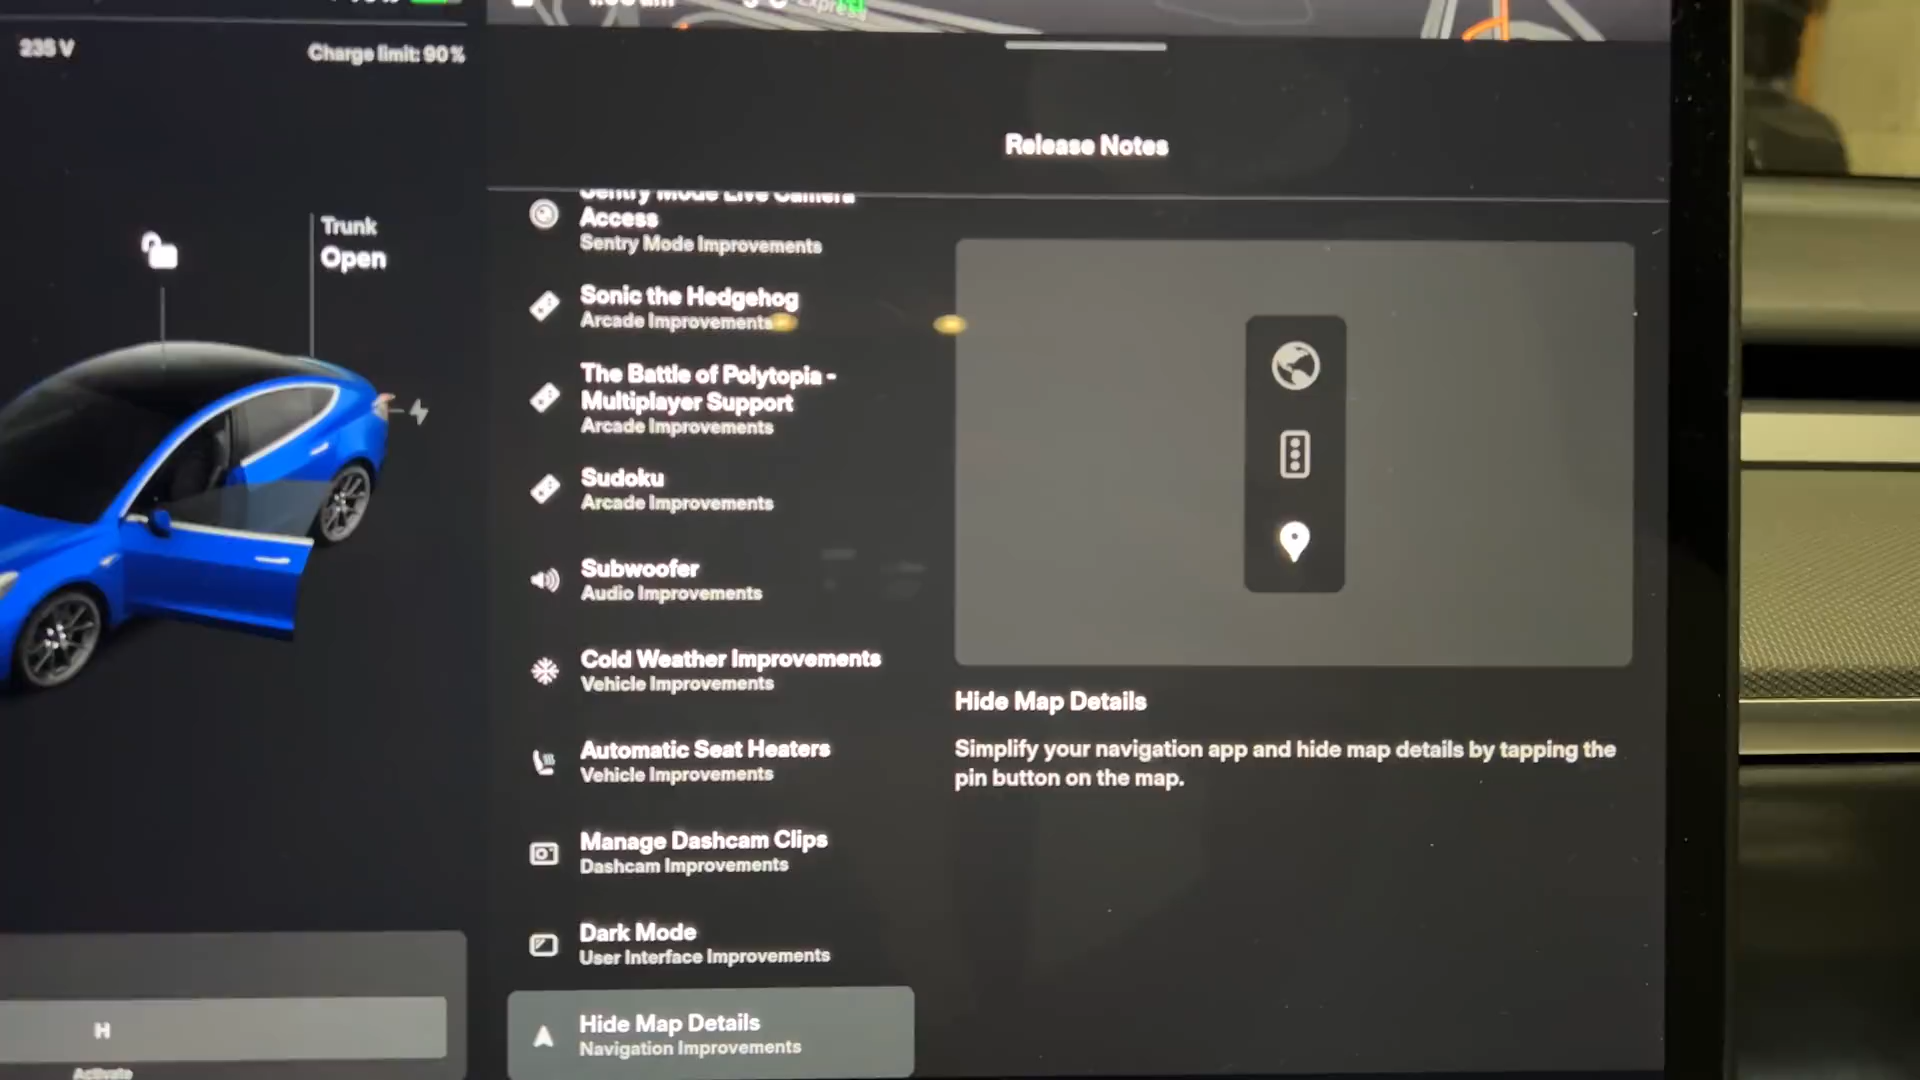 235 V
Charge limit: 90%
Trunk
Open
H
Activate
Release Notes
Sentry Mode Live Camera
Access
Sentry Mode Improvements
Sonic the Hedgehog
Arcade Improvements
The Battle of Polytopia -
Multiplayer Support
Arcade Improvements
Sudoku
Arcade Improvements
Subwoofer
Audio Improvements
Cold Weather Improvements
Vehicle Improvements
Automatic Seat Heaters
Vehicle Improvements
Manage Dashcam Clips
Dashcam Improvements
Dark Mode
User Interface Improvements
Hide Map Details
Navigation Improvements
Hide Map Details
Simplify your navigation app and hide map details by tapping the
pin button on the map.